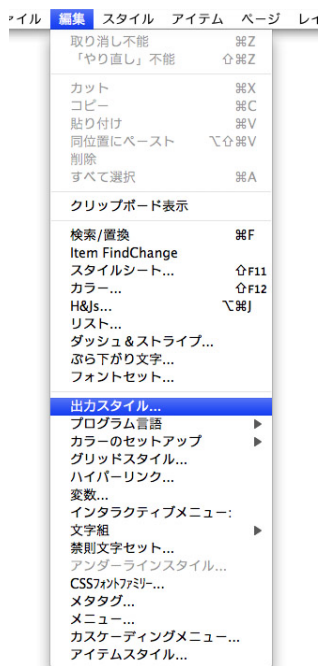 ァイル 編集 スタイル アイテム ページ レイ
取り消し不能 ⌘Z
「やり直し」不能 ⇧⌘Z
カット ⌘X
コピー ⌘C
貼り付け ⌘V
同位置にペースト ⌥⇧⌘V
削除
すべて選択 ⌘A
クリップボード表示
検索/置換 ⌘F
Item FindChange
スタイルシート... ⇧F11
カラー... ⇧F12
H&Js... ⌥⌘J
リスト...
ダッシュ＆ストライプ...
ぶら下がり文字...
フォントセット...
出力スタイル...
プログラム言語 ▶
カラーのセットアップ ▶
グリッドスタイル...
ハイパーリンク...
変数...
インタラクティブメニュー:
文字組 ▶
禁則文字セット...
アンダーラインスタイル...
CSSフォントファミリー...
メタタグ...
メニュー...
カスケーディングメニュー...
アイテムスタイル...